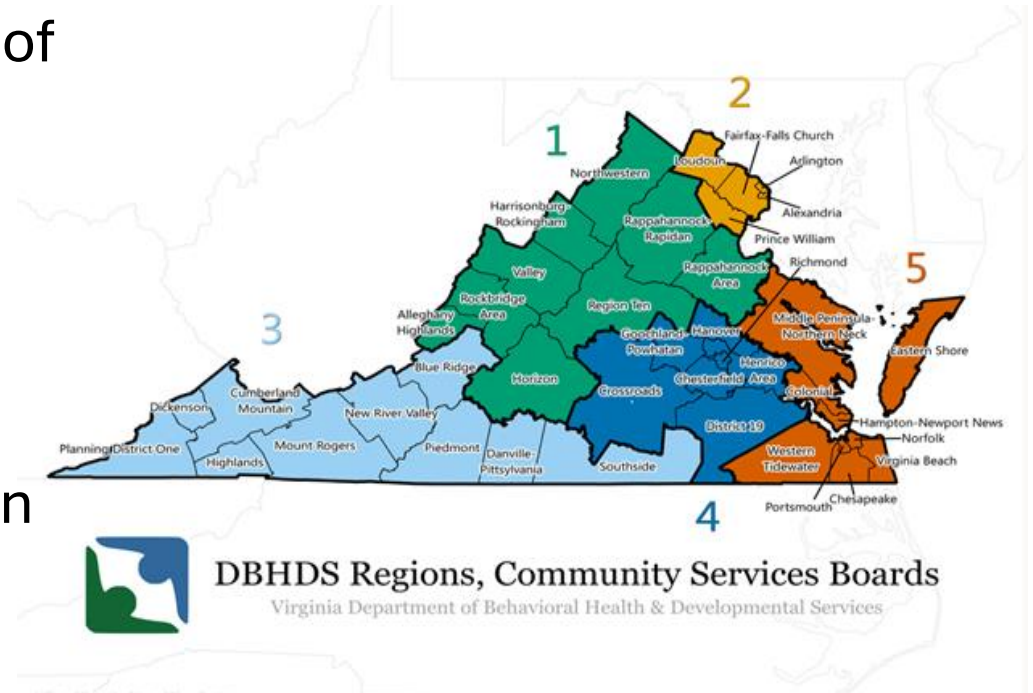 of
2
Fairfax-Falls Church
1
Loudoun
Arlington
Northwestern
Harrisonburg-
Rockingham
Alexandria
Rappahannock-
Rapidan
Prince William
Richmond
Valley
Rappahannock
Area
5
Rockbridge
Area
Region Ten
Alleghany
Highlands
3
Goochland-
Powhatan
Hanover
Middle Peninsula-
Northern Neck
Eastern Shore
Blue Ridge
Henrico
Area
Horizon
Chesterfield
Crossroads
Colonial
Cumberland
Mountain
Dickenson
New River Valley
Hampton-Newport News
District 19
Norfolk
Planning District One
Mount Rogers
Piedmont
Danville-
Pittsylvania
Western
Tidewater
Virginia Beach
Highlands
Southside
Chesapeake
Portsmouth
n
4
DBHDS Regions, Community Services Boards
Virginia Department of Behavioral Health & Developmental Services